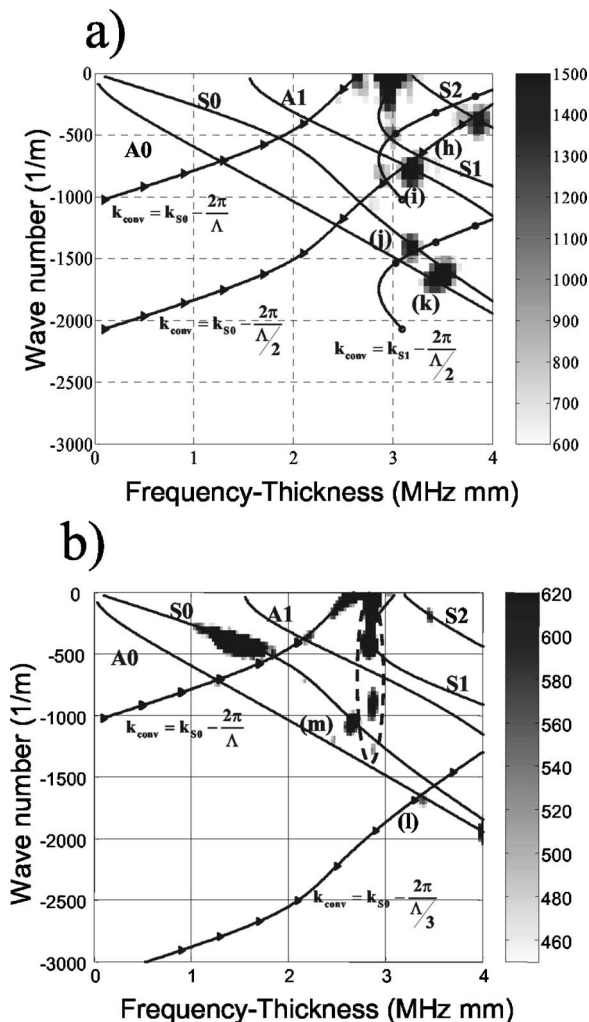 a)
0
-500
-1000
-1500
-2000
-2500
-3000
Wave number (1/m)
0
1
2
3
4
Frequency-Thickness (MHz mm)
S0
A0
A1
S2
S1
(h)
(i)
(j)
(k)
k_conv = k_S0 - 2π/Λ
k_conv = k_S0 - 2π/(Λ/2)
k_conv = k_S1 - 2π/(Λ/2)
1500
1400
1300
1200
1100
1000
900
800
700
600
b)
0
-500
-1000
-1500
-2000
-2500
-3000
Wave number (1/m)
0
1
2
3
4
Frequency-Thickness (MHz mm)
S0
A0
A1
S2
S1
(m)
(l)
k_conv = k_S0 - 2π/Λ
k_conv = k_S0 - 2π/(Λ/3)
620
600
580
560
540
520
500
480
460